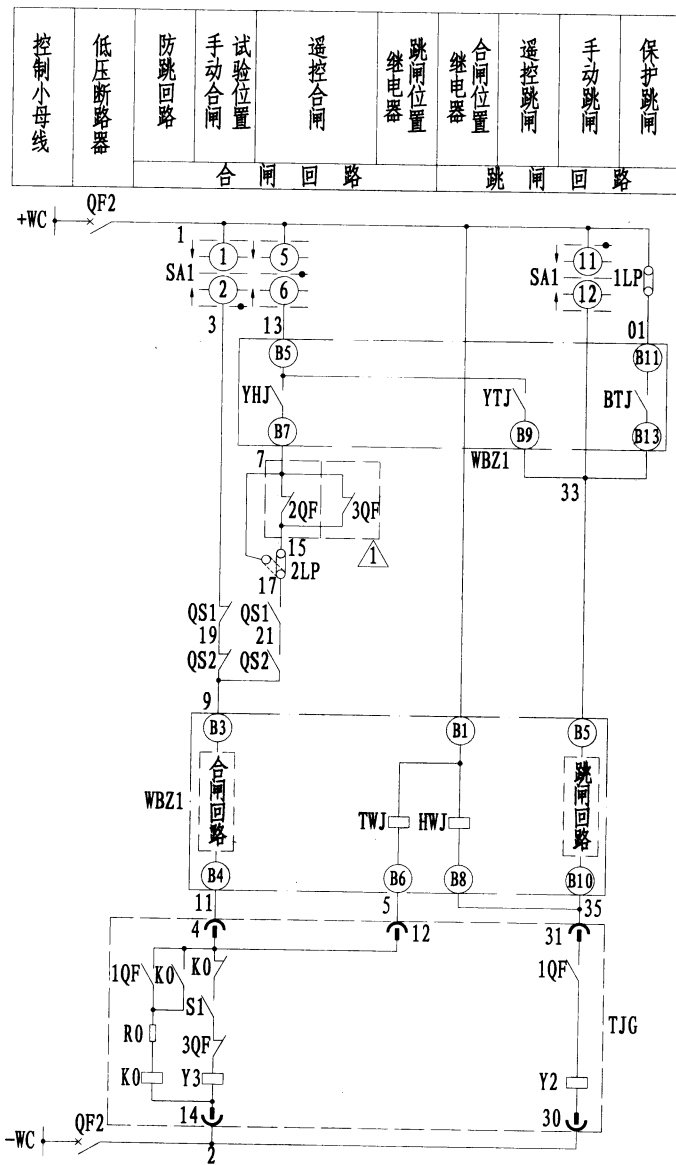 控制小母线
低压断路器
防跳回路
手动合闸
试验位置
遥控合闸
跳闸位置
继电器
合闸位置
继电器
遥控跳闸
手动跳闸
保护跳闸
合闸回路
跳闸回路
+WC
QF2
1
1
5
11
SA1
SA1
1LP
2
6
12
3
13
01
B5
B11
YHJ
YTJ
BTJ
B7
B9
B13
WBZ1
7
33
2QF
3QF
15
1
2LP
17
QS1
QS1
19
21
QS2
QS2
9
B3
B1
B5
合闸回路
跳闸回路
WBZ1
TWJ
HWJ
B4
B6
B8
B10
11
5
35
4
12
31
1QF
K0
K0
1QF
S1
TJG
R0
3QF
K0
Y3
Y2
14
30
-WC
QF2
2